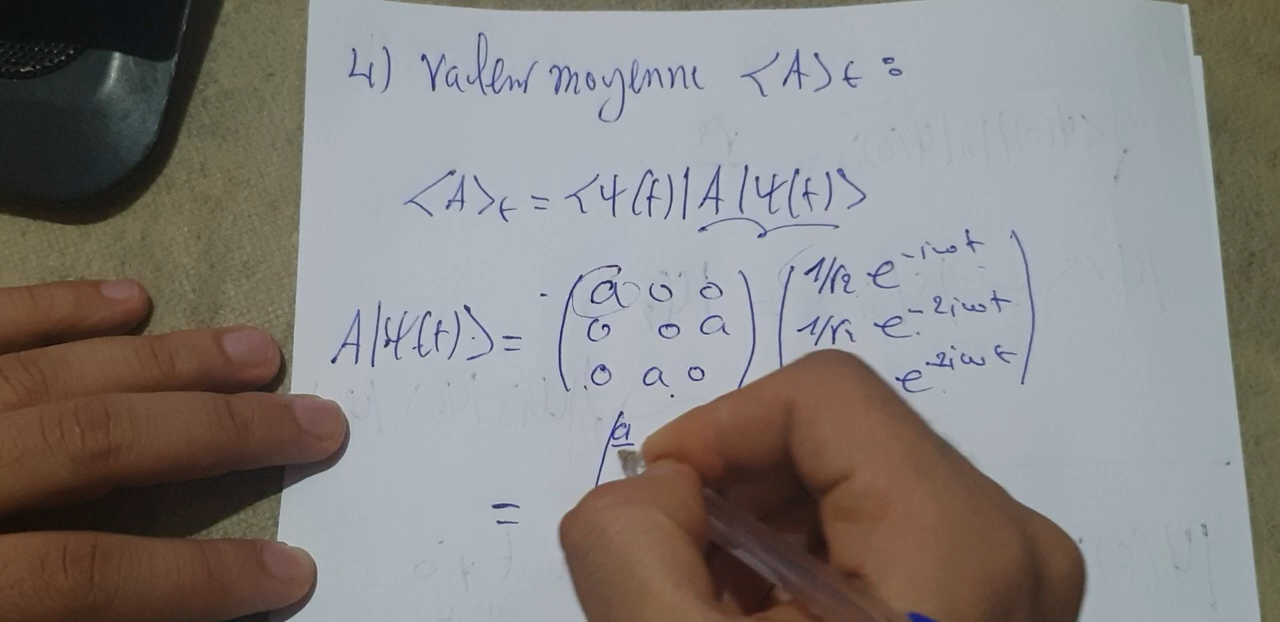 4) Valeur moyenne <A>t :
<A>t = <Ψ(t)|A|Ψ(t)>
A|Ψ(t)> = (a 0 0) (1/√2 e^-iωt)
0 0 a 1/√2 e^-2iωt
0 a 0 e^-2iωt
= (a